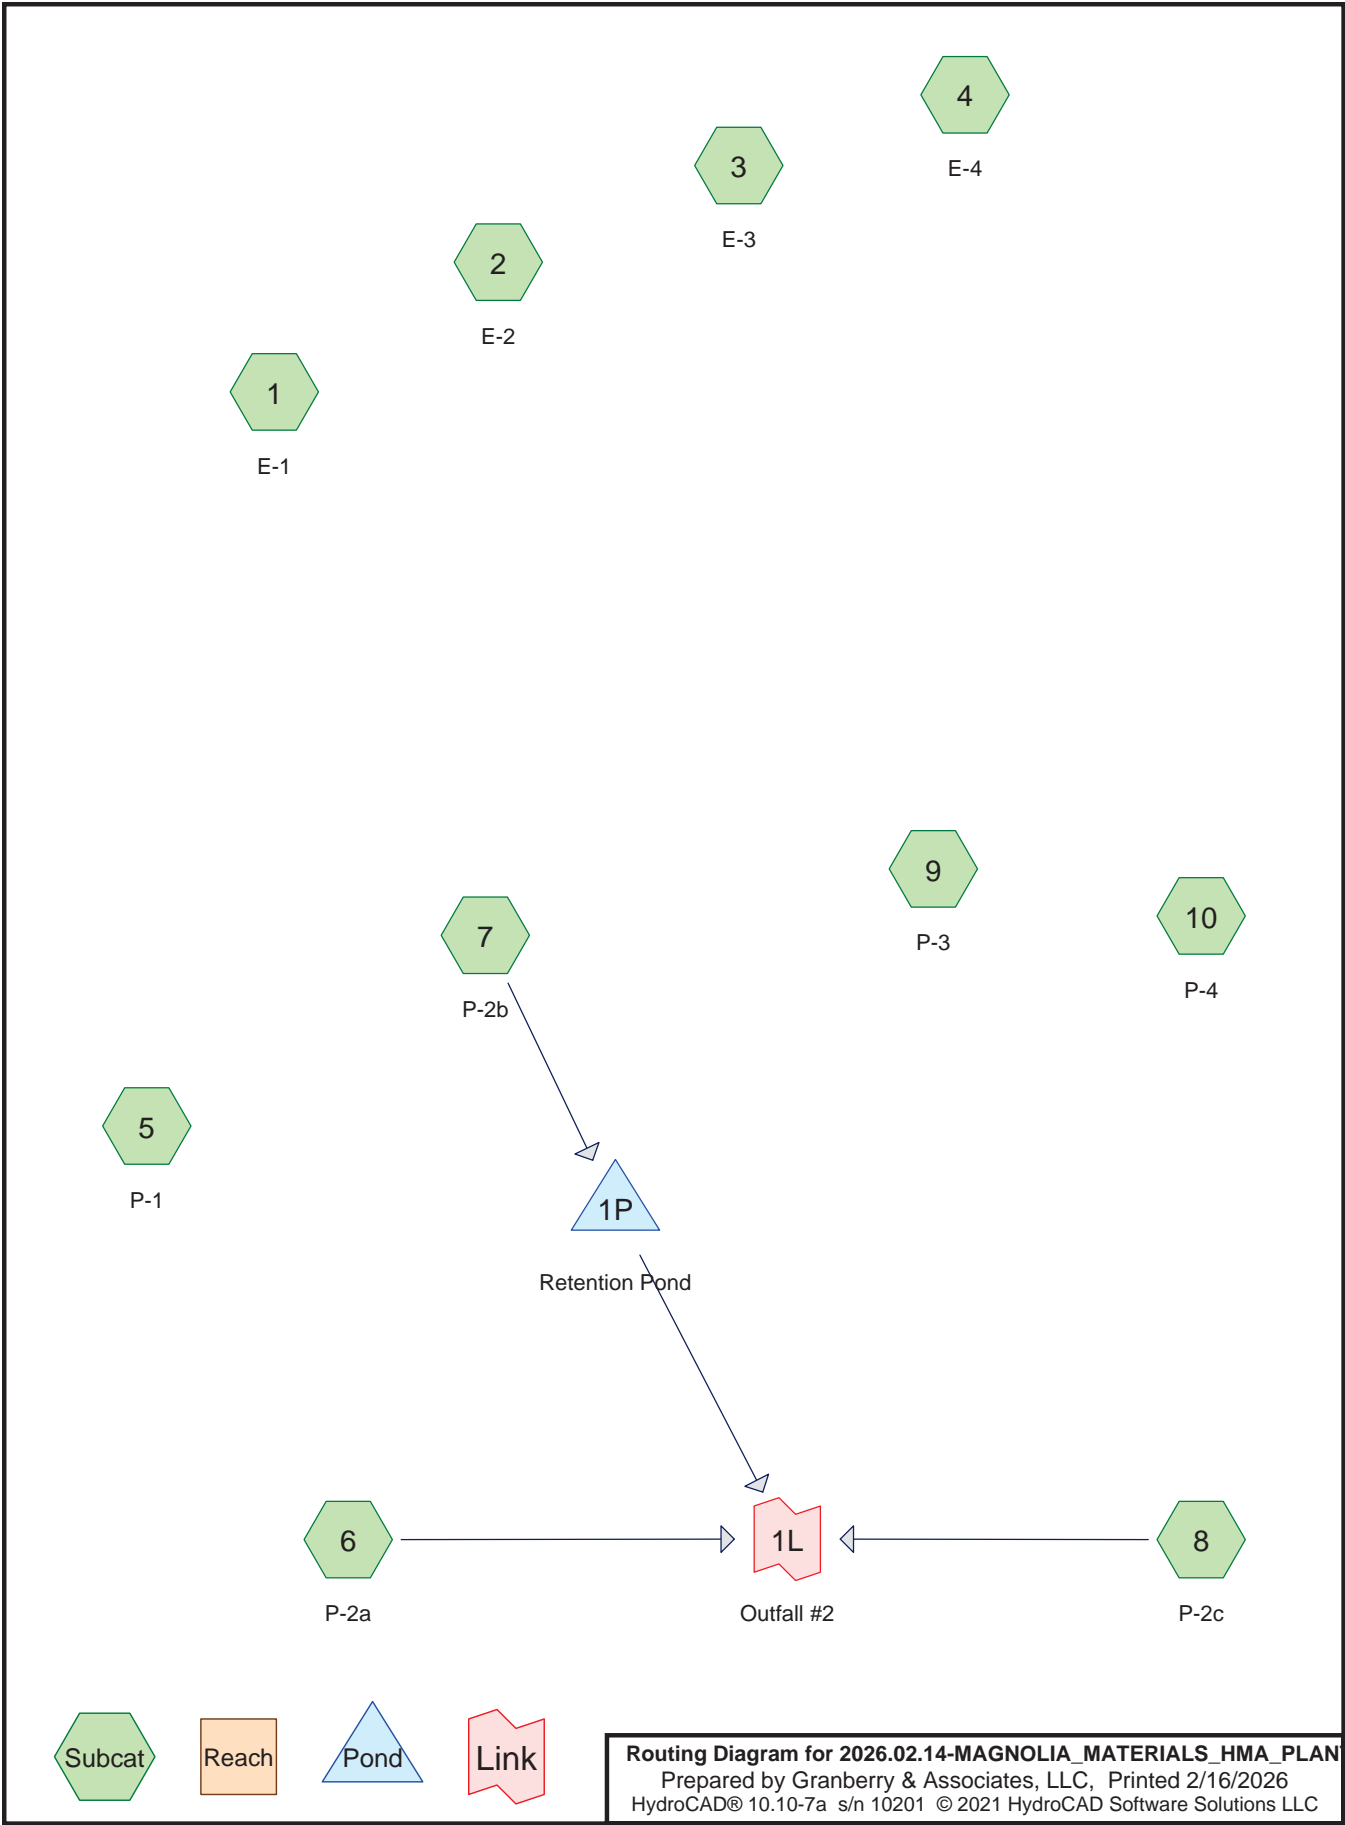 4
E-4
3
E-3
2
E-2
1
E-1
9
P-3
10
P-4
7
P-2b
5
P-1
1P
Retention Pond
6
P-2a
1L
Outfall #2
8
P-2c
Subcat
Reach
Pond
Link
Routing Diagram for 2026.02.14-MAGNOLIA_MATERIALS_HMA_PLANT
Prepared by Granberry & Associates, LLC, Printed 2/16/2026
HydroCAD® 10.10-7a s/n 10201 © 2021 HydroCAD Software Solutions LLC